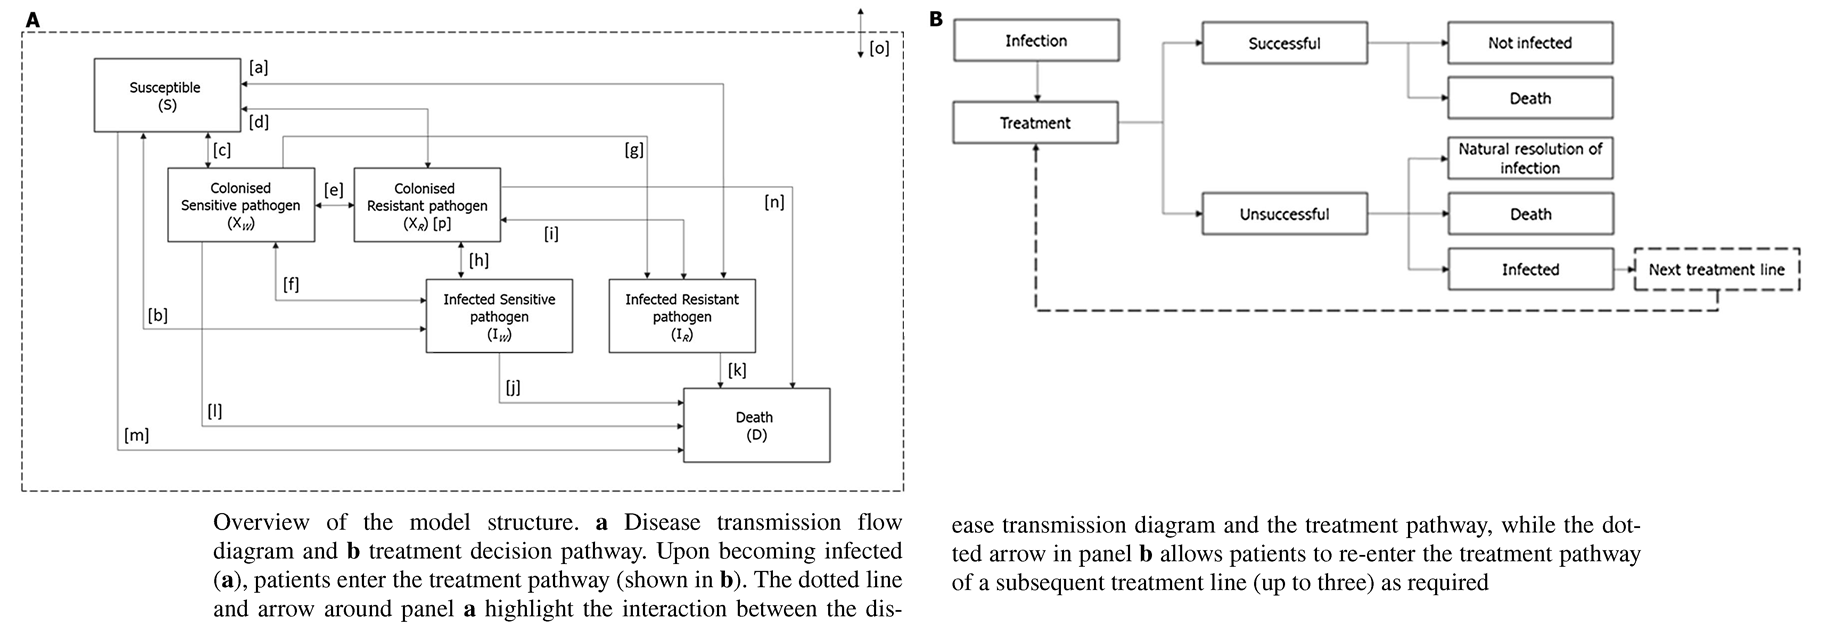 A
[o]
Susceptible
(S)
[a]
[d]
[c]
[g]
Colonised
Sensitive pathogen
(XW)
[e]
Colonised
Resistant pathogen
(XR) [p]
[n]
[i]
[h]
[f]
[b]
Infected Sensitive
pathogen
(IW)
Infected Resistant
pathogen
(IR)
[j]
[k]
[l]
[m]
Death
(D)
B
Infection
Treatment
Successful
Not infected
Death
Natural resolution of
infection
Unsuccessful
Death
Infected
Next treatment line
Overview of the model structure. a Disease transmission flow
diagram and b treatment decision pathway. Upon becoming infected
(a), patients enter the treatment pathway (shown in b). The dotted line
and arrow around panel a highlight the interaction between the dis-
ease transmission diagram and the treatment pathway, while the dot-
ted arrow in panel b allows patients to re-enter the treatment pathway
of a subsequent treatment line (up to three) as required